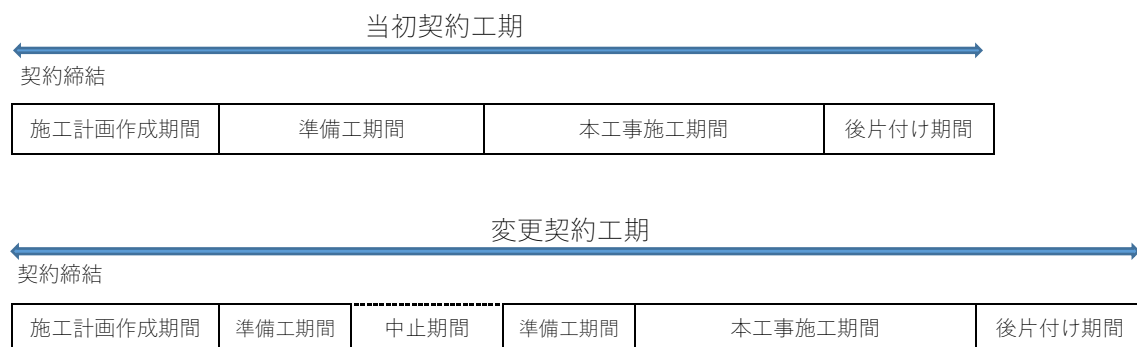 当初契約工期
契約締結
施工計画作成期間 準備工期間 本工事施工期間 後片付け期間
変更契約工期
契約締結
施工計画作成期間 準備工期間 中止期間 準備工期間 本工事施工期間 後片付け期間